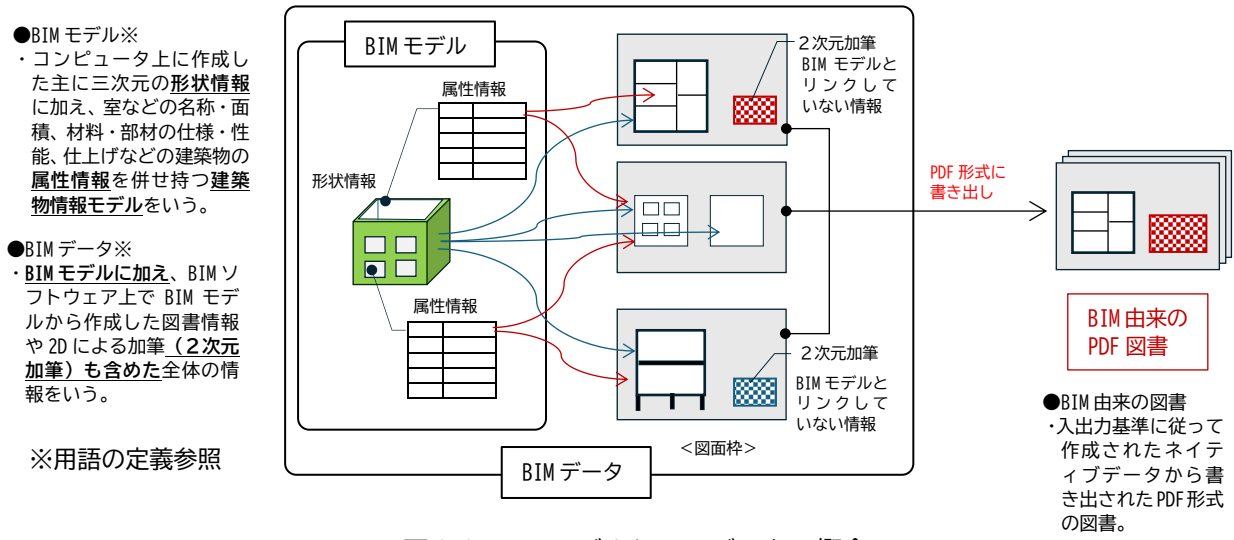 ●BIMモデル※
・コンピュータ上に作成し
た主に三次元の形状情報
に加え、室などの名称・面
積、材料・部材の仕様・性
能、仕上げなどの建築物の
属性情報を併せ持つ建築
物情報モデルをいう。
●BIMデータ※
・BIMモデルに加え、BIMソ
フトウェア上で BIM モデ
ルから作成した図書情報
や 2D による加筆(2次元
加筆)も含めた全体の情
報をいう。
※用語の定義参照
BIMモデル
属性情報
形状情報
属性情報
2次元加筆
BIM モデルと
リンクして
いない情報
2次元加筆
BIMモデルと
リンクして
いない情報
<図面枠>
BIMデータ
PDF 形式に
書き出し
BIM由来の
PDF 図書
●BIM由来の図書
・入出力基準に従って
作成されたネイテ
ィブデータから書
き出されたPDF形式
の図書。